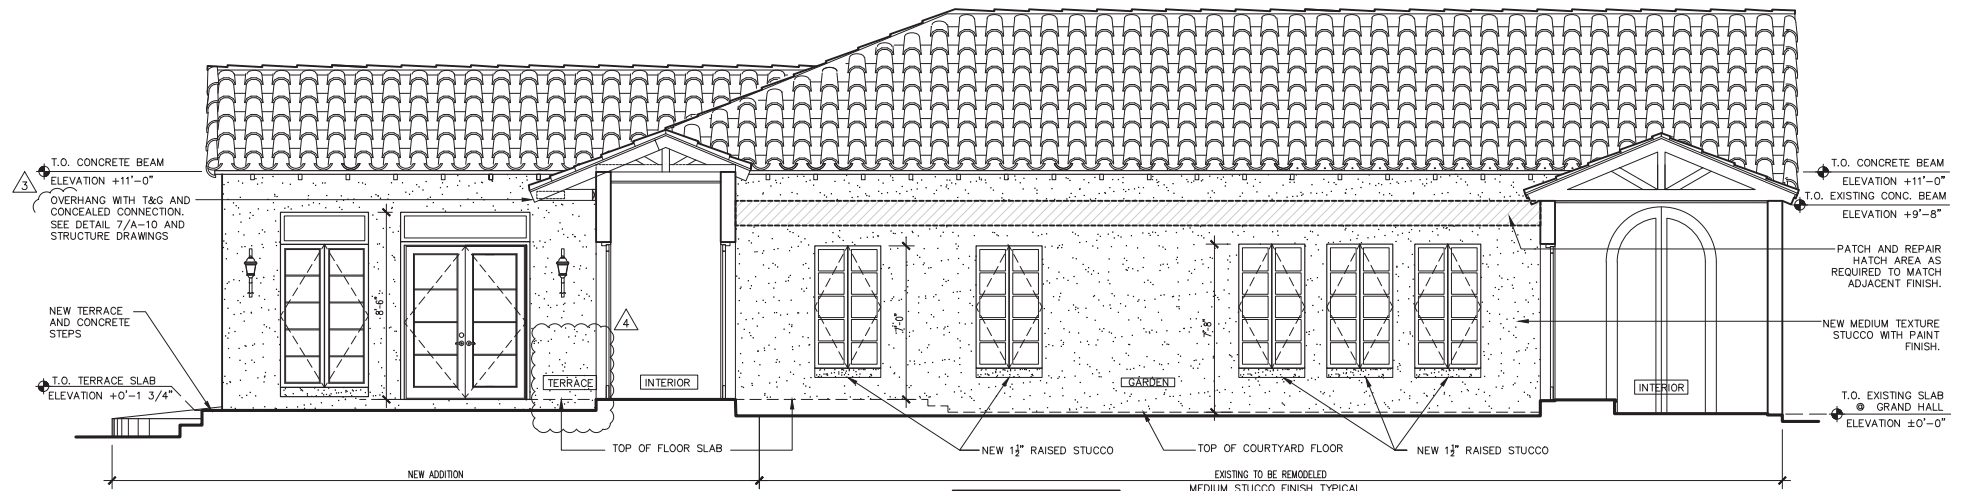 T.O. CONCRETE BEAM
ELEVATION +11'-0"
3
OVERHANG WITH T&G AND
CONCEALED CONNECTION.
SEE DETAIL 7/A-10 AND
STRUCTURE DRAWINGS
NEW TERRACE
AND CONCRETE
STEPS
T.O. TERRACE SLAB
ELEVATION +0'-1 3/4"
8'-6"
4
TERRACE
INTERIOR
7'-0"
GARDEN
7'-8"
INTERIOR
T.O. CONCRETE BEAM
ELEVATION +11'-0"
T.O. EXISTING CONC. BEAM
ELEVATION +9'-8"
PATCH AND REPAIR
HATCH AREA AS
REQUIRED TO MATCH
ADJACENT FINISH.
NEW MEDIUM TEXTURE
STUCCO WITH PAINT
FINISH.
T.O. EXISTING SLAB
@ GRAND HALL
ELEVATION ±0'-0"
TOP OF FLOOR SLAB
NEW 1½" RAISED STUCCO
TOP OF COURTYARD FLOOR
NEW 1½" RAISED STUCCO
NEW ADDITION
EXISTING TO BE REMODELED
MEDIUM STUCCO FINISH TYPICAL